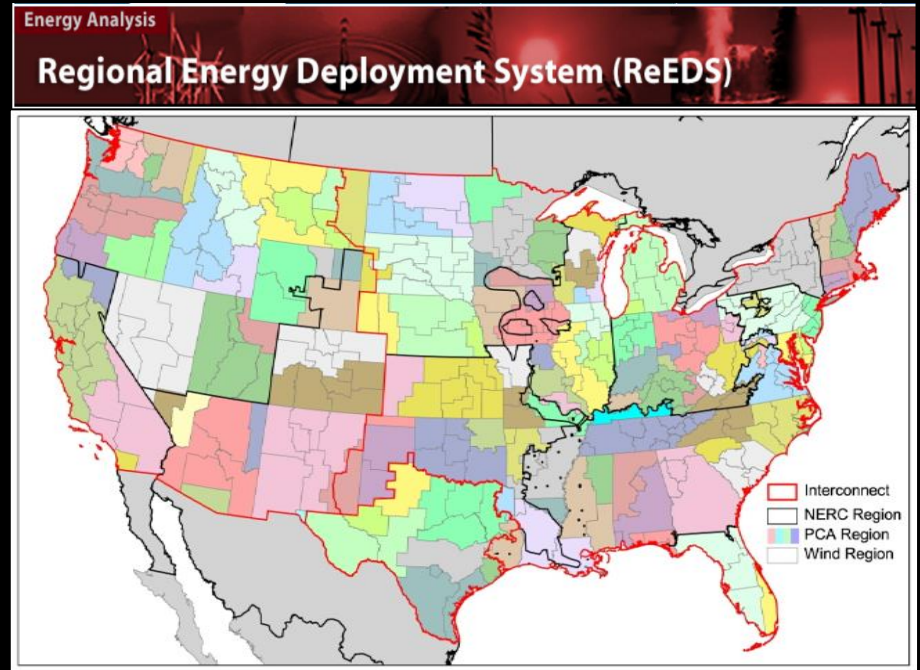 Energy Analysis
Regional Energy Deployment System (ReEDS)
Interconnect
NERC Region
PCA Region
Wind Region